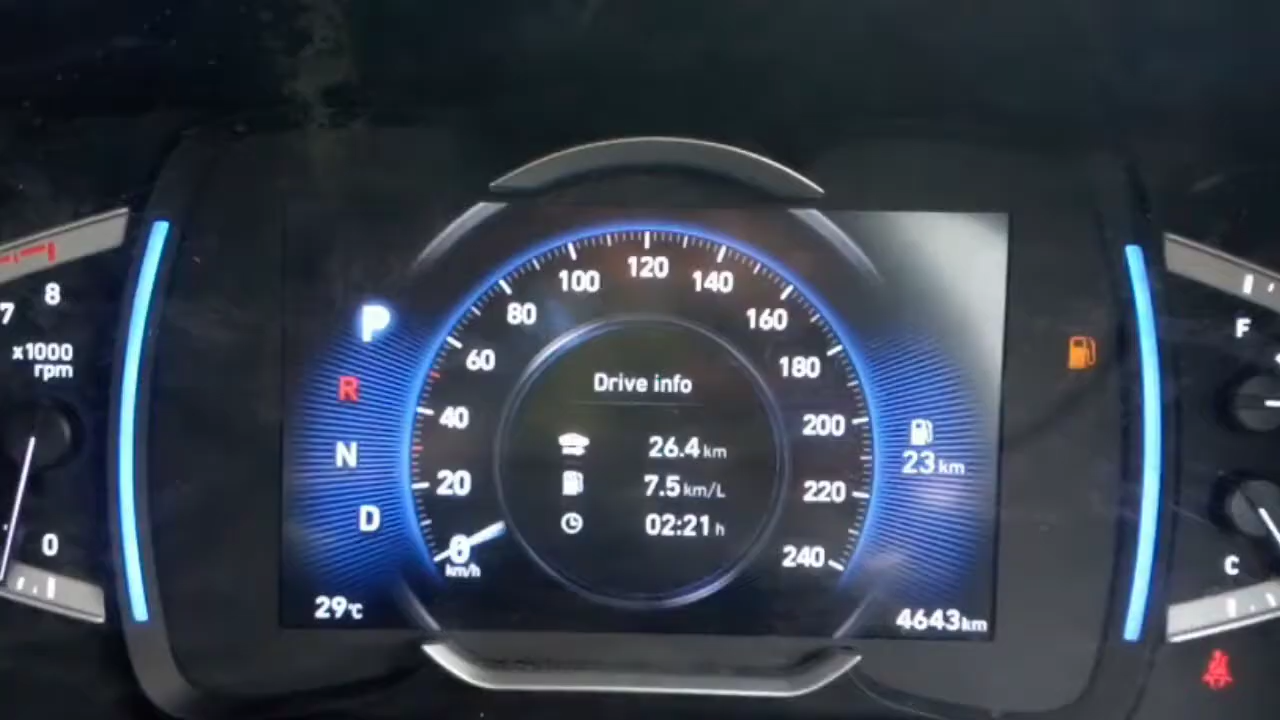 7
8
x1000
rpm
0
P
R
N
D
29℃
0
20
40
60
80
100
120
140
160
180
200
220
240
km/h
Drive info
26.4 km
7.5 km/L
02:21 h
23 km
4643 km
F
C